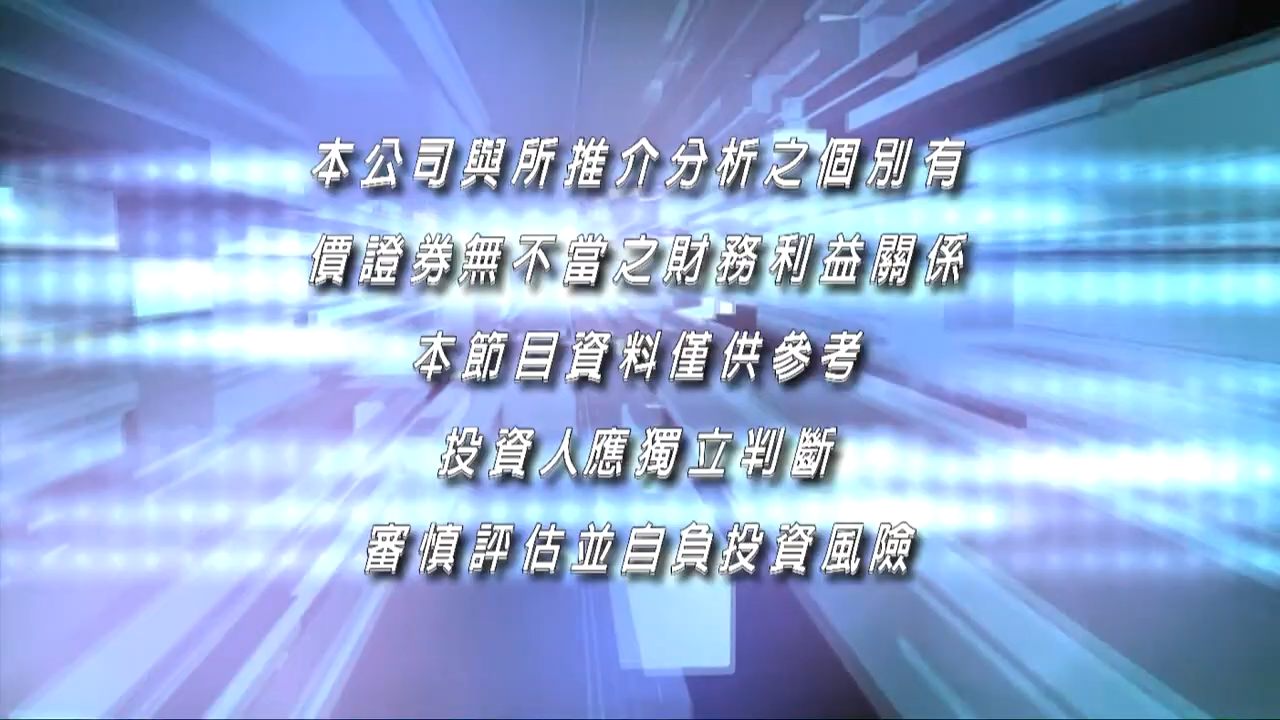 本公司與所推介分析之個別有
價證券無不當之財務利益關係
本節目資料僅供參考
投資人應獨立判斷
審慎評估並自負投資風險